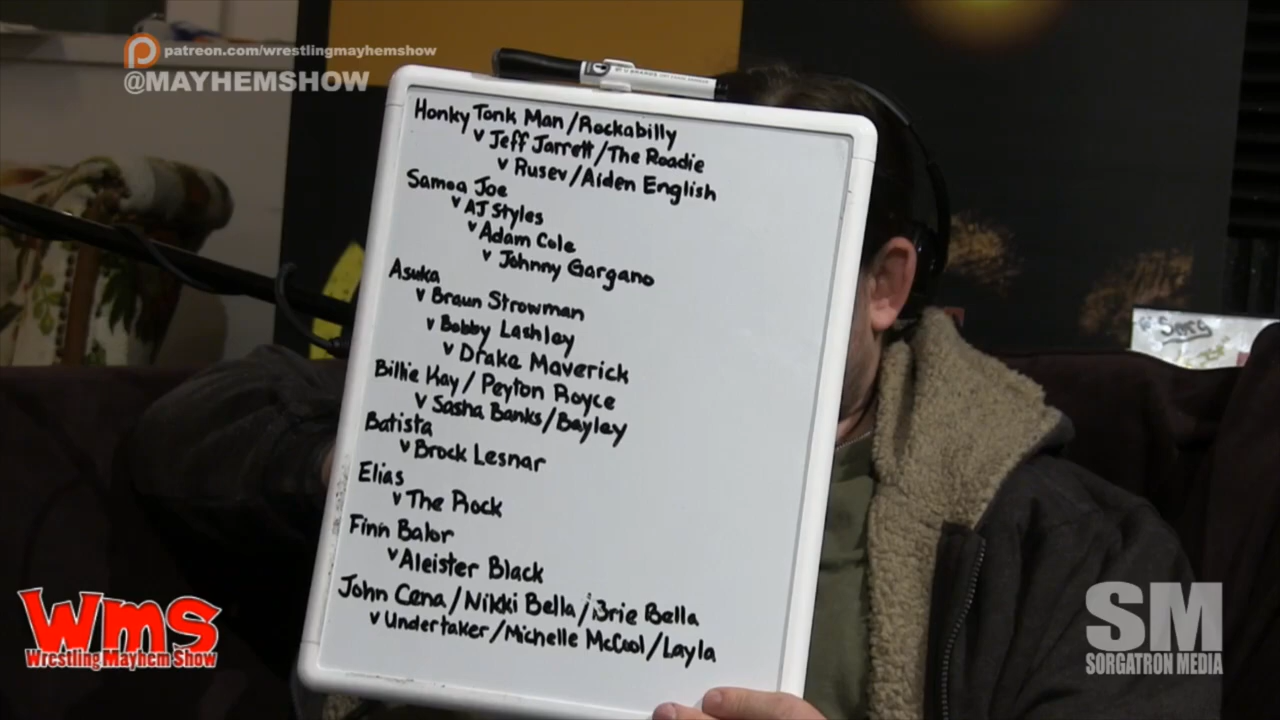 patreon.com/wrestlingmayhemshow
@MAYHEMSHOW
Honky Tonk Man/Rockabilly
v Jeff Jarrett/The Roadie
v Rusev/Aiden English
Samoa Joe
v AJ Styles
v Adam Cole
v Johnny Gargano
Asuka
v Braun Strowman
v Bobby Lashley
v Drake Maverick
Billie Kay/Peyton Royce
v Sasha Banks/Bayley
Batista
v Brock Lesnar
Elias
v The Rock
Finn Balor
v Aleister Black
John Cena/Nikki Bella/Brie Bella
v Undertaker/Michelle McCool/Layla
Wms
Wrestling Mayhem Show
SM
SORGATRON MEDIA